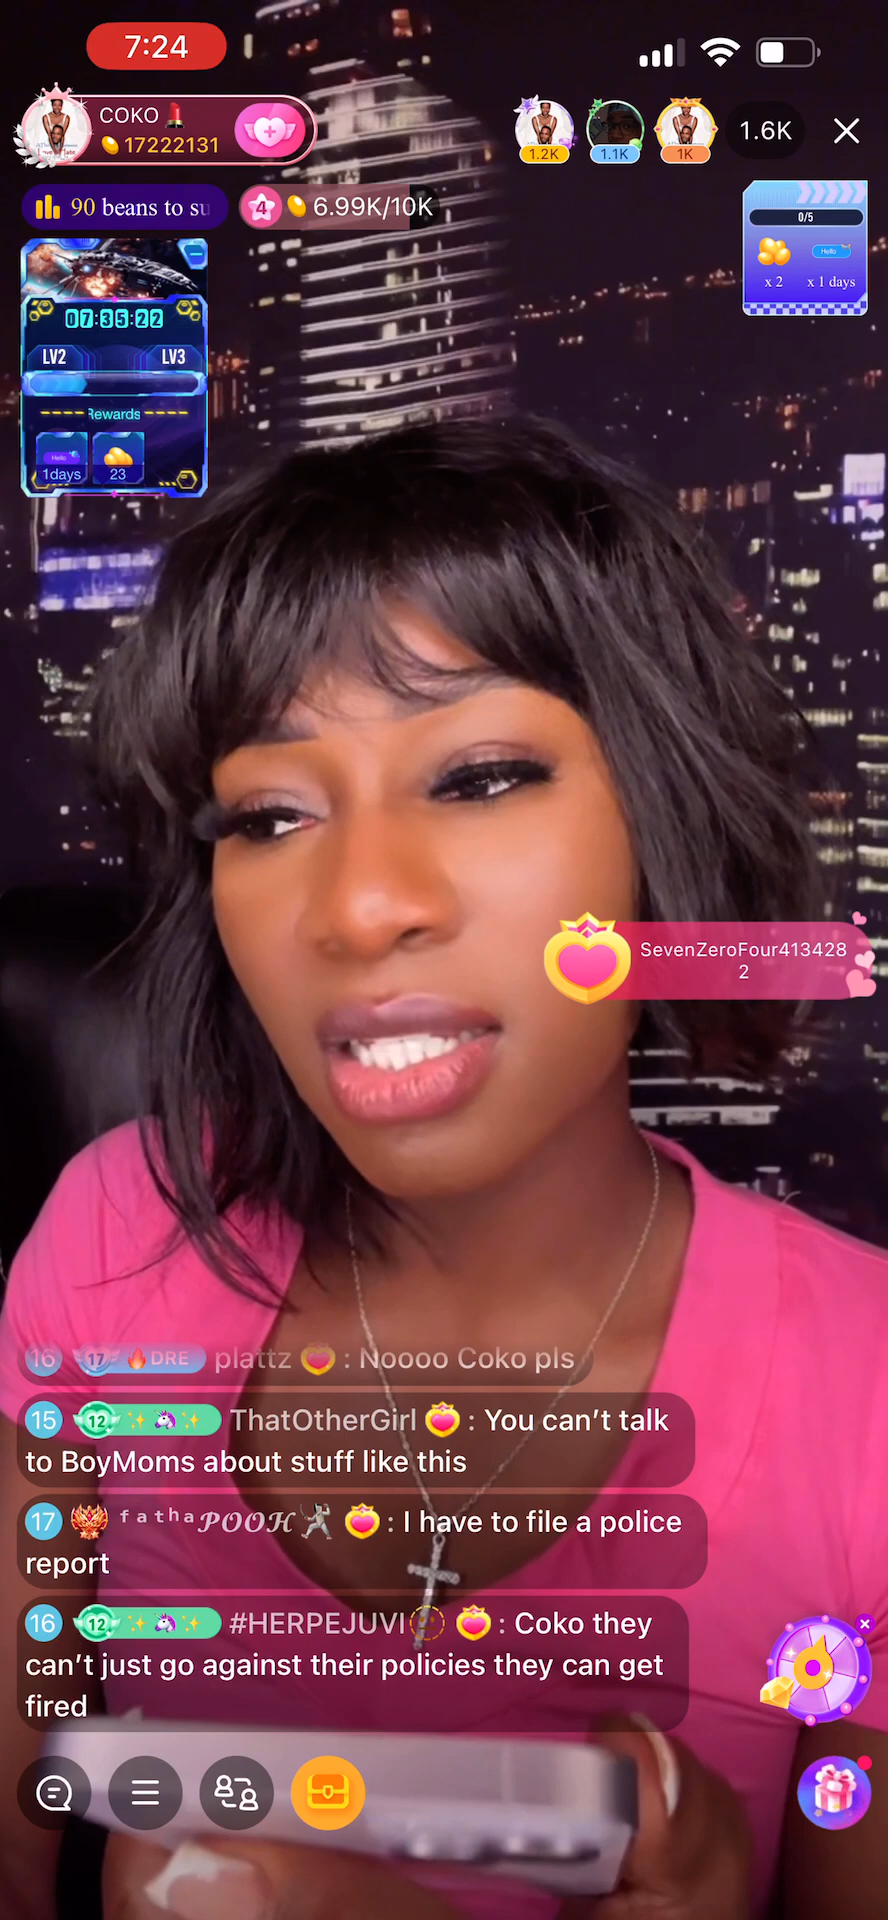 7:24
COKO💄
17222131
1.2K
1.1K
1K
1.6K
90 beans to su
4
6.99K/10K
0/5
Hello
x 2
x 1 days
07:35:22
LV2
LV3
Rewards
Hello
1days
23
SevenZeroFour413428
2
16 17 🔥DRE plattz : Noooo Coko pls
15 12 ✨🦄✨ ThatOtherGirl : You can’t talk
to BoyMoms about stuff like this
17 ᶠᵃᵗʰᵃ𝓟𝓞𝓞𝓗 : I have to file a police
report
16 12 ✨🦄✨ #HERPEJUVI : Coko they
can’t just go against their policies they can get
fired